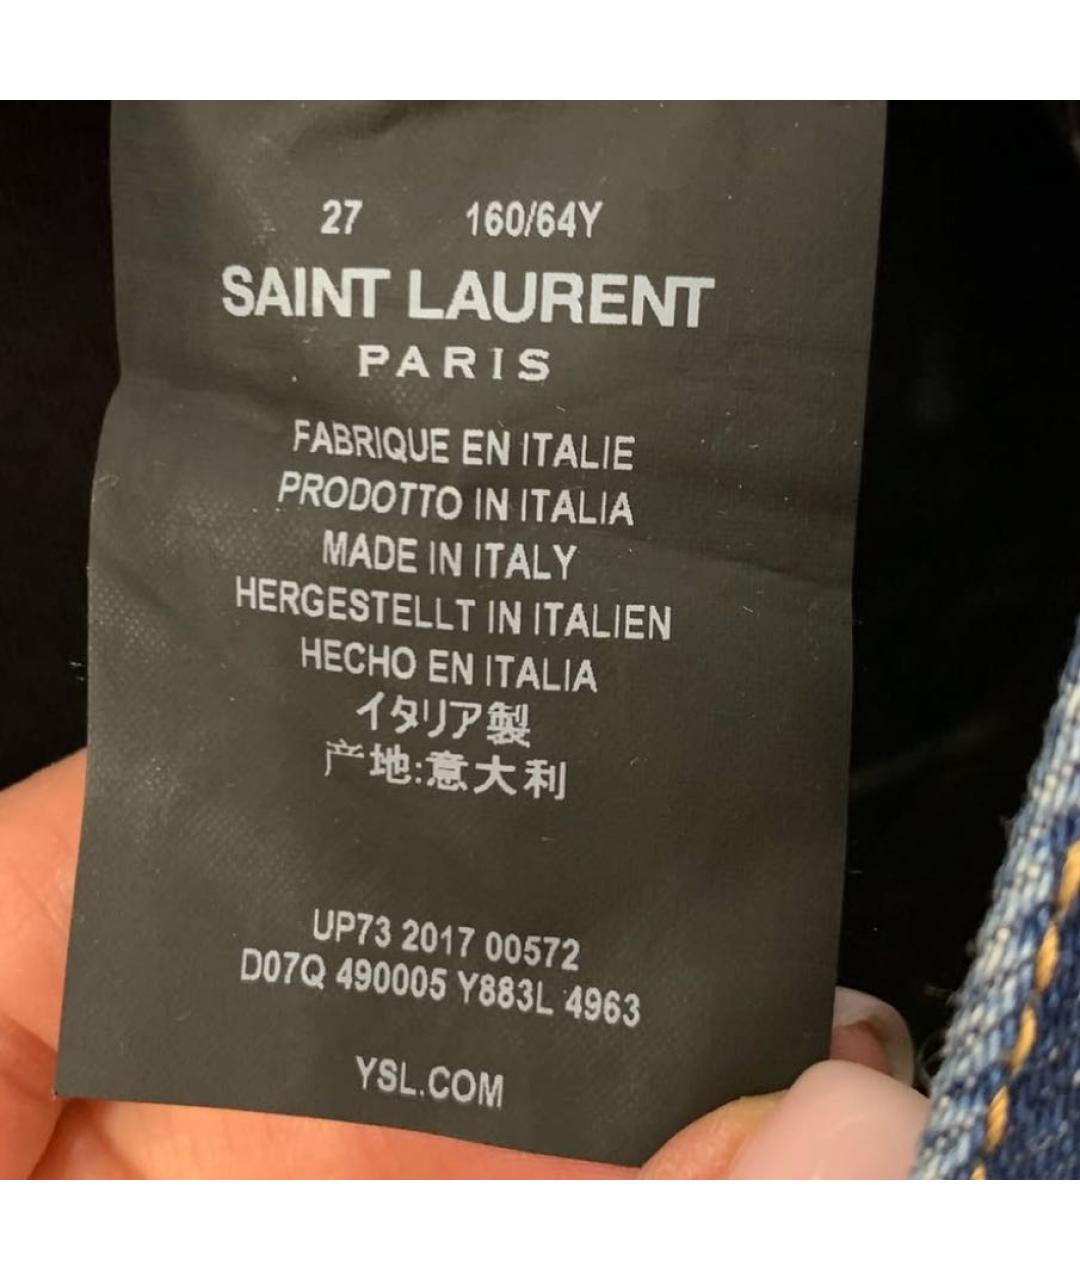 27 160/64Y
SAINT LAURENT
PARIS
FABRIQUE EN ITALIE
PRODOTTO IN ITALIA
MADE IN ITALY
HERGESTELLT IN ITALIEN
HECHO EN ITALIA
イタリア製
产地:意大利
UP73 2017 00572
D07Q 490005 Y883L 4963
YSL.COM